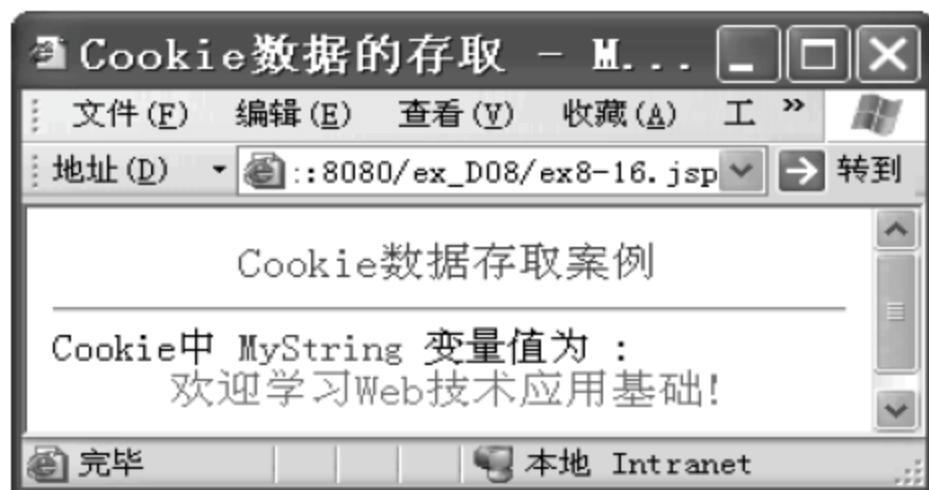 Cookie数据的存取 - M...
文件(F) 编辑(E) 查看(V) 收藏(A) 工 »
地址(D) ::8080/ex_D08/ex8-16.jsp 转到
Cookie数据存取案例
Cookie中 MyString 变量值为 :
欢迎学习Web技术应用基础!
完毕 本地 Intranet